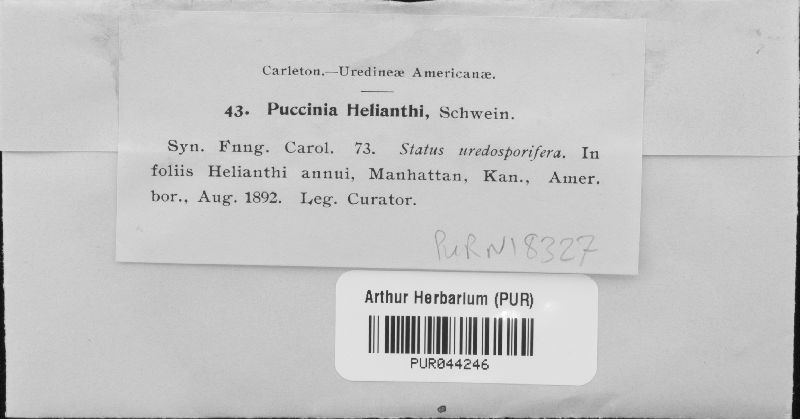 Carleton.—Uredineæ Americanæ.
43. Puccinia Helianthi, Schwein.
Syn. Fnng. Carol. 73. Status uredosporifera. In
foliis Helianthi annui, Manhattan, Kan., Amer.
bor., Aug. 1892. Leg. Curator.
PUR N18327
Arthur Herbarium (PUR)
PUR044246